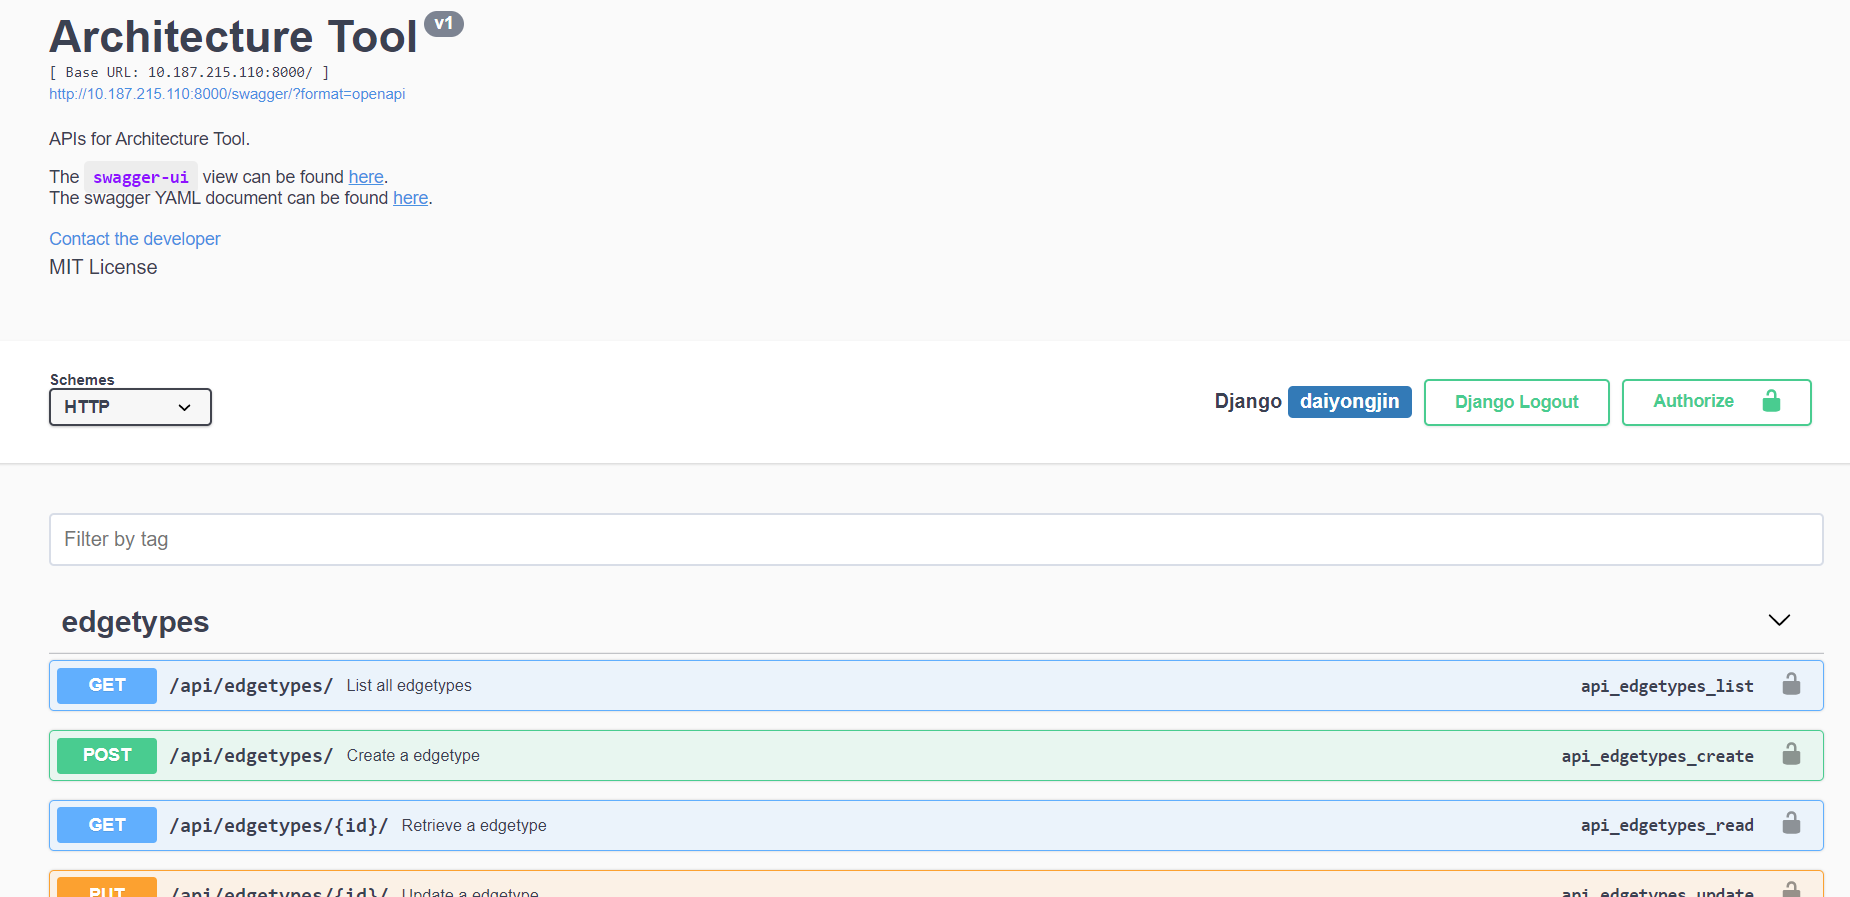 Architecture Tool v1
[ Base URL: 10.187.215.110:8000/ ]
http://10.187.215.110:8000/swagger/?format=openapi
APIs for Architecture Tool.
The swagger-ui view can be found here.
The swagger YAML document can be found here.
Contact the developer
MIT License
Schemes
HTTP
Django daiyongjin Django Logout Authorize
Filter by tag
edgetypes
GET /api/edgetypes/ List all edgetypes api_edgetypes_list
POST /api/edgetypes/ Create a edgetype api_edgetypes_create
GET /api/edgetypes/{id}/ Retrieve a edgetype api_edgetypes_read
PUT /api/edgetypes/{id}/ Update a edgetype api_edgetypes_update